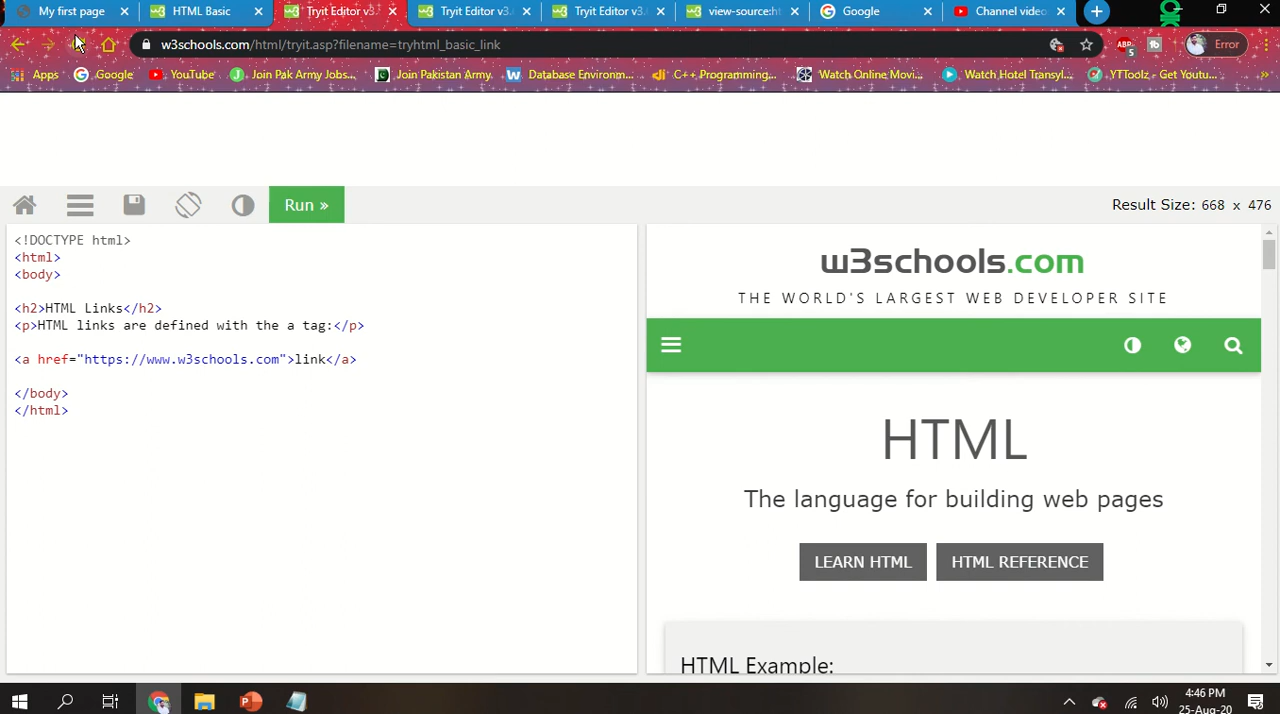 My first page
HTML Basic
Tryit Editor v3.
Tryit Editor v3.
Tryit Editor v3.
view-source:ht
Google
Channel video
w3schools.com/html/tryit.asp?filename=tryhtml_basic_link
ABP
5
tb
Error
Apps
Google
YouTube
Join Pak Army Jobs...
Join Pakistan Army.
Database Environm...
C++ Programming,...
Watch Online Movi...
Watch Hotel Transyl...
YTToolz - Get Youtu...
Run »
Result Size: 668 x 476
<!DOCTYPE html>
<html>
<body>
<h2>HTML Links</h2>
<p>HTML links are defined with the a tag:</p>
<a href="https://www.w3schools.com">link</a>
</body>
</html>
w3schools.com
THE WORLD'S LARGEST WEB DEVELOPER SITE
HTML
The language for building web pages
LEARN HTML
HTML REFERENCE
HTML Example:
4:46 PM
25-Aug-20